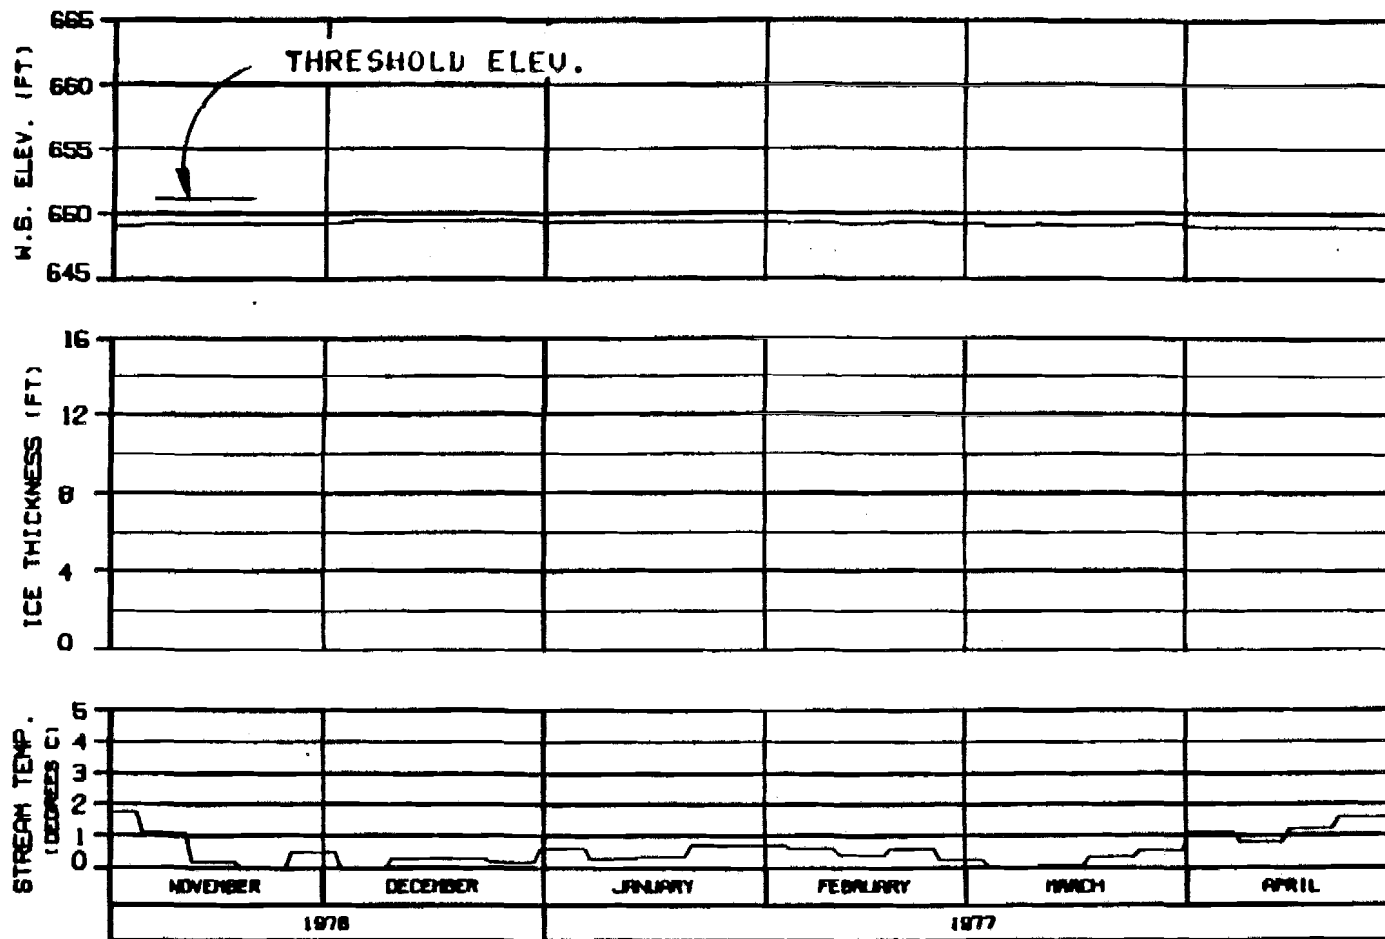 665
THRESHOLD ELEV.
660
655
650
645
W.S. ELEV. (FT)
16
12
8
4
0
ICE THICKNESS (FT)
5
4
3
2
1
0
STREAM TEMP.
(DEGREES C)
NOVEMBER DECEMBER JANUARY FEBRUARY MARCH APRIL
1976 1977